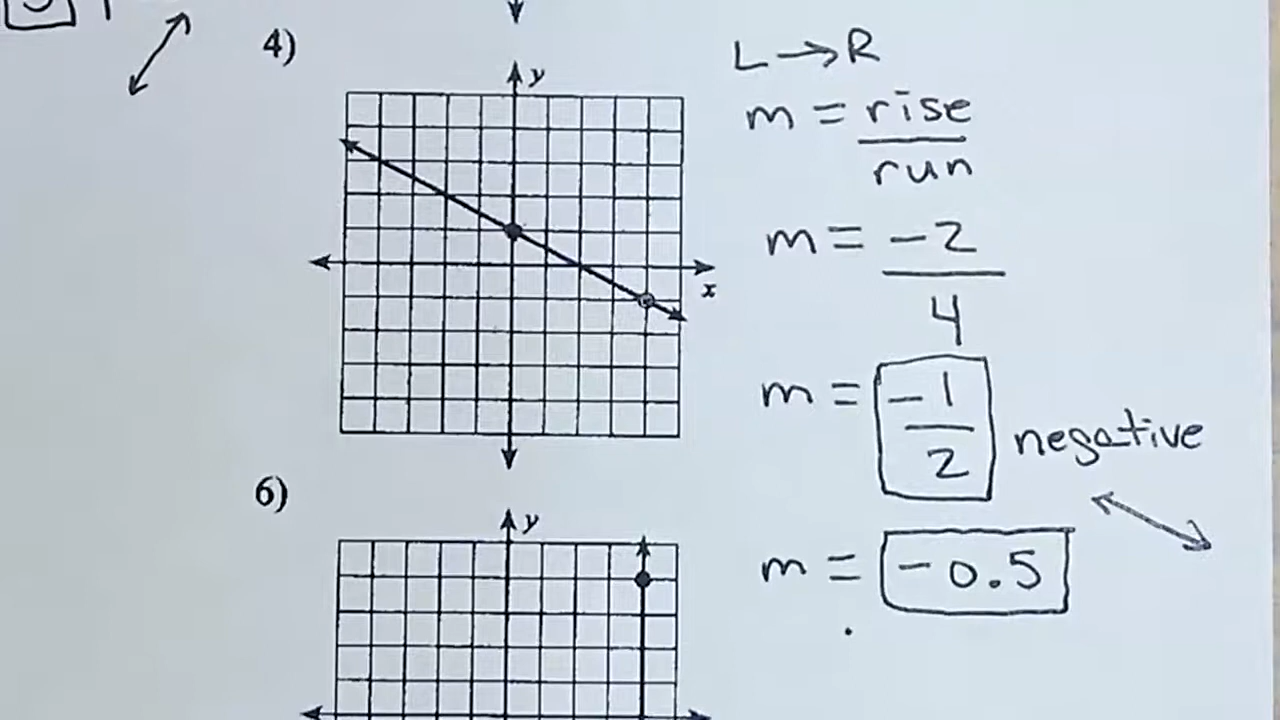 4)
y
x
L → R
m = rise
run
m = -2
4
m = -1
2
negative
m = -0.5
6)
y